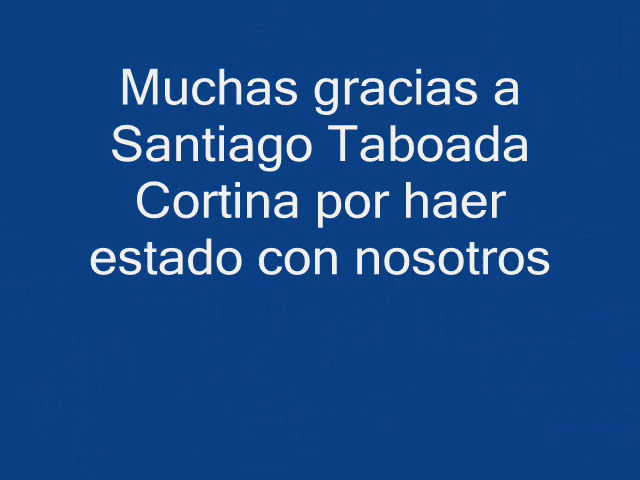 Muchas gracias a
Santiago Taboada
Cortina por haer
estado con nosotros